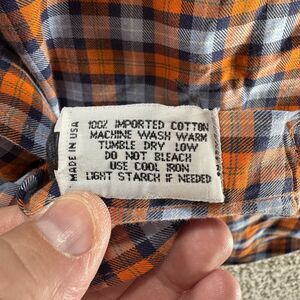 MADE IN USA
100% IMPORTED COTTON
MACHINE WASH WARM
TUMBLE DRY LOW
DO NOT BLEACH
USE COOL IRON
LIGHT STARCH IF NEEDED